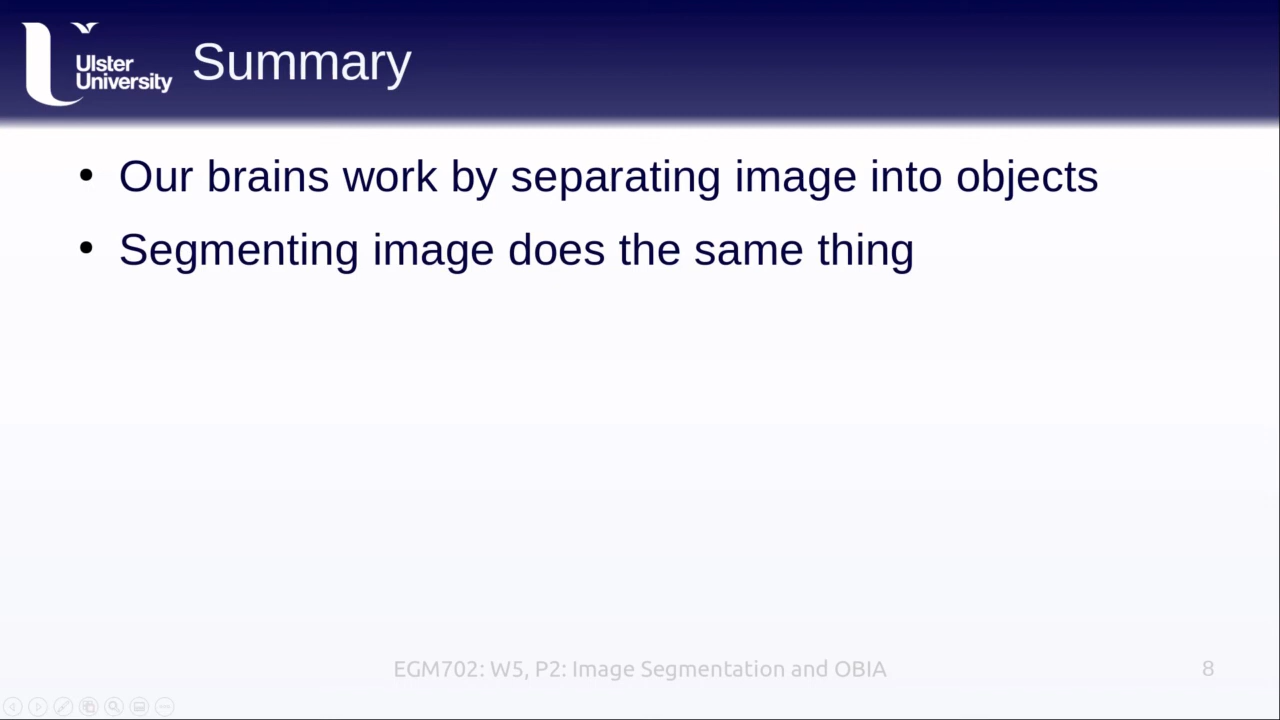 Ulster
University
Summary
• Our brains work by separating image into objects
• Segmenting image does the same thing
EGM702: W5, P2: Image Segmentation and OBIA
8